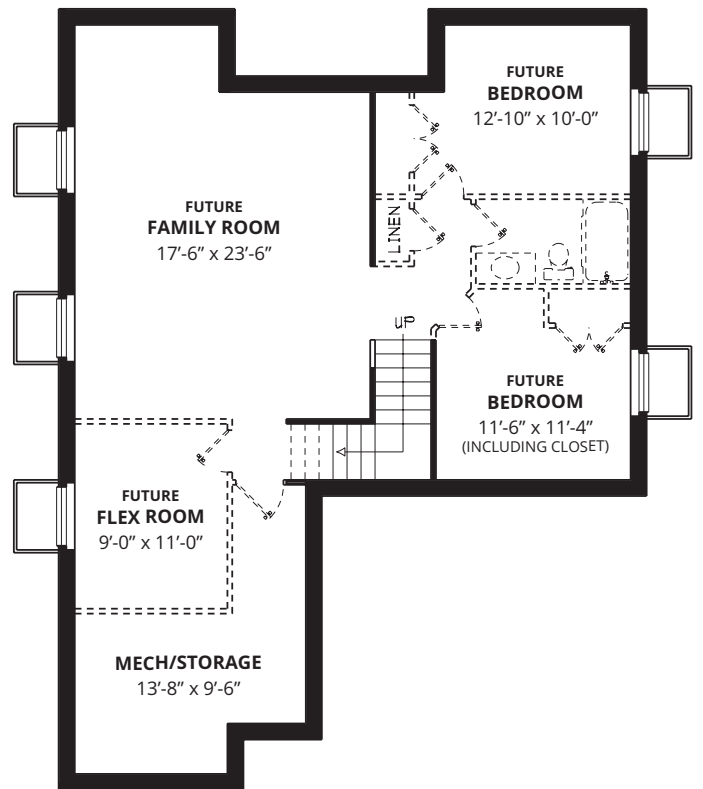 FUTURE
BEDROOM
12’-10” x 10’-0”
FUTURE
FAMILY ROOM
17’-6” x 23’-6”
LINEN
UP
FUTURE
BEDROOM
11’-6” x 11’-4”
(INCLUDING CLOSET)
FUTURE
FLEX ROOM
9’-0” x 11’-0”
MECH/STORAGE
13’-8” x 9’-6”